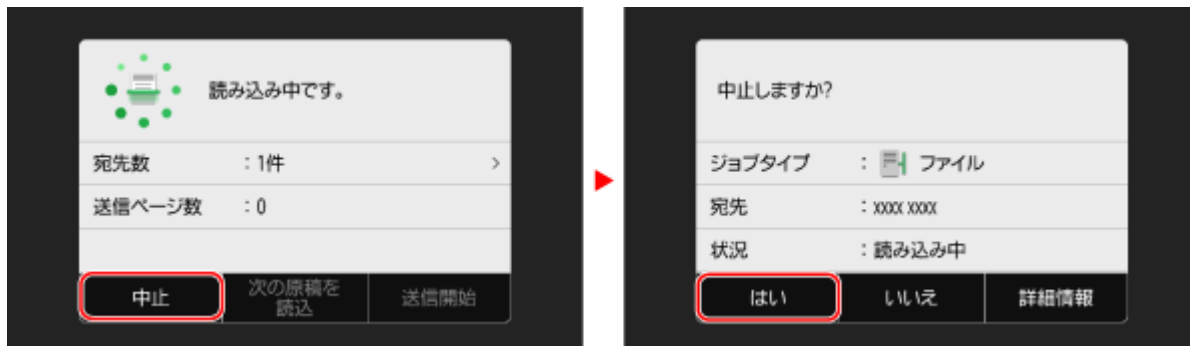 読み込み中です。
宛先数 :1件 >
送信ページ数 :0
中止
次の原稿を
読込
送信開始
中止しますか?
ジョブタイプ : ファイル
宛先 :xxxx xxxx
状況 :読み込み中
はい
いいえ
詳細情報